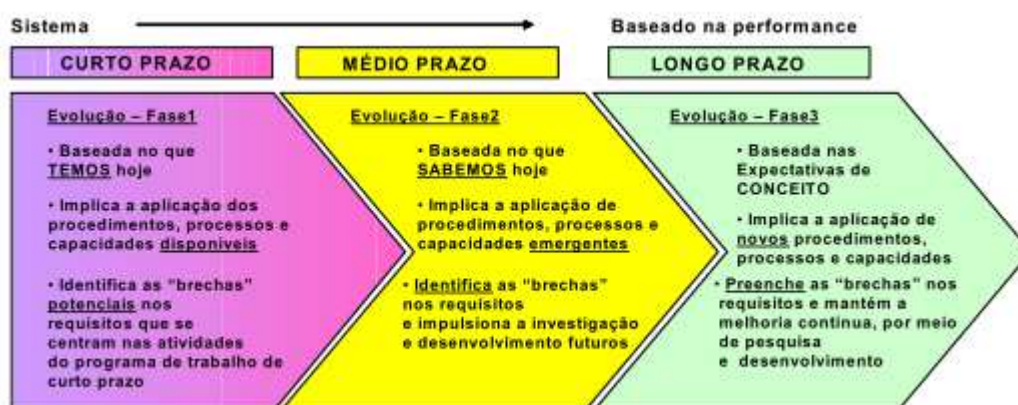 Sistema
Baseado na performance
CURTO PRAZO
MÉDIO PRAZO
LONGO PRAZO
Evolução – Fase1
• Baseada no que
TEMOS hoje
• Implica a aplicação dos
procedimentos, processos e
capacidades disponiveis
• Identifica as “brechas”
potenciais nos
requisitos que se
centram nas atividades
do programa de trabalho de
curto prazo
Evolução – Fase2
• Baseada no que
SABEMOS hoje
• Implica a aplicação de
procedimentos, processos e
capacidades emergentes
• Identifica as “brechas”
nos requisitos
e impulsiona a investigação
e desenvolvimento futuros
Evolução – Fase3
• Baseada nas
Expectativas de
CONCEITO
• Implica a aplicação de
novos procedimentos,
processos e capacidades
• Preenche as “brechas” nos
requisitos e mantém a
melhoria continua, por meio
de pesquisa
e desenvolvimento